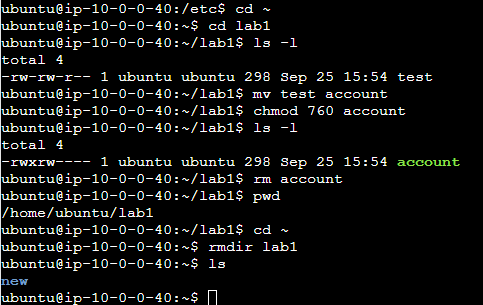 ubuntu@ip-10-0-0-40:/etc$ cd ~
ubuntu@ip-10-0-0-40:~$ cd lab1
ubuntu@ip-10-0-0-40:~/lab1$ ls -l
total 4
-rw-rw-r-- 1 ubuntu ubuntu 298 Sep 25 15:54 test
ubuntu@ip-10-0-0-40:~/lab1$ mv test account
ubuntu@ip-10-0-0-40:~/lab1$ chmod 760 account
ubuntu@ip-10-0-0-40:~/lab1$ ls -l
total 4
-rwxrw---- 1 ubuntu ubuntu 298 Sep 25 15:54 account
ubuntu@ip-10-0-0-40:~/lab1$ rm account
ubuntu@ip-10-0-0-40:~/lab1$ pwd
/home/ubuntu/lab1
ubuntu@ip-10-0-0-40:~/lab1$ cd ~
ubuntu@ip-10-0-0-40:~$ rmdir lab1
ubuntu@ip-10-0-0-40:~$ ls
new
ubuntu@ip-10-0-0-40:~$